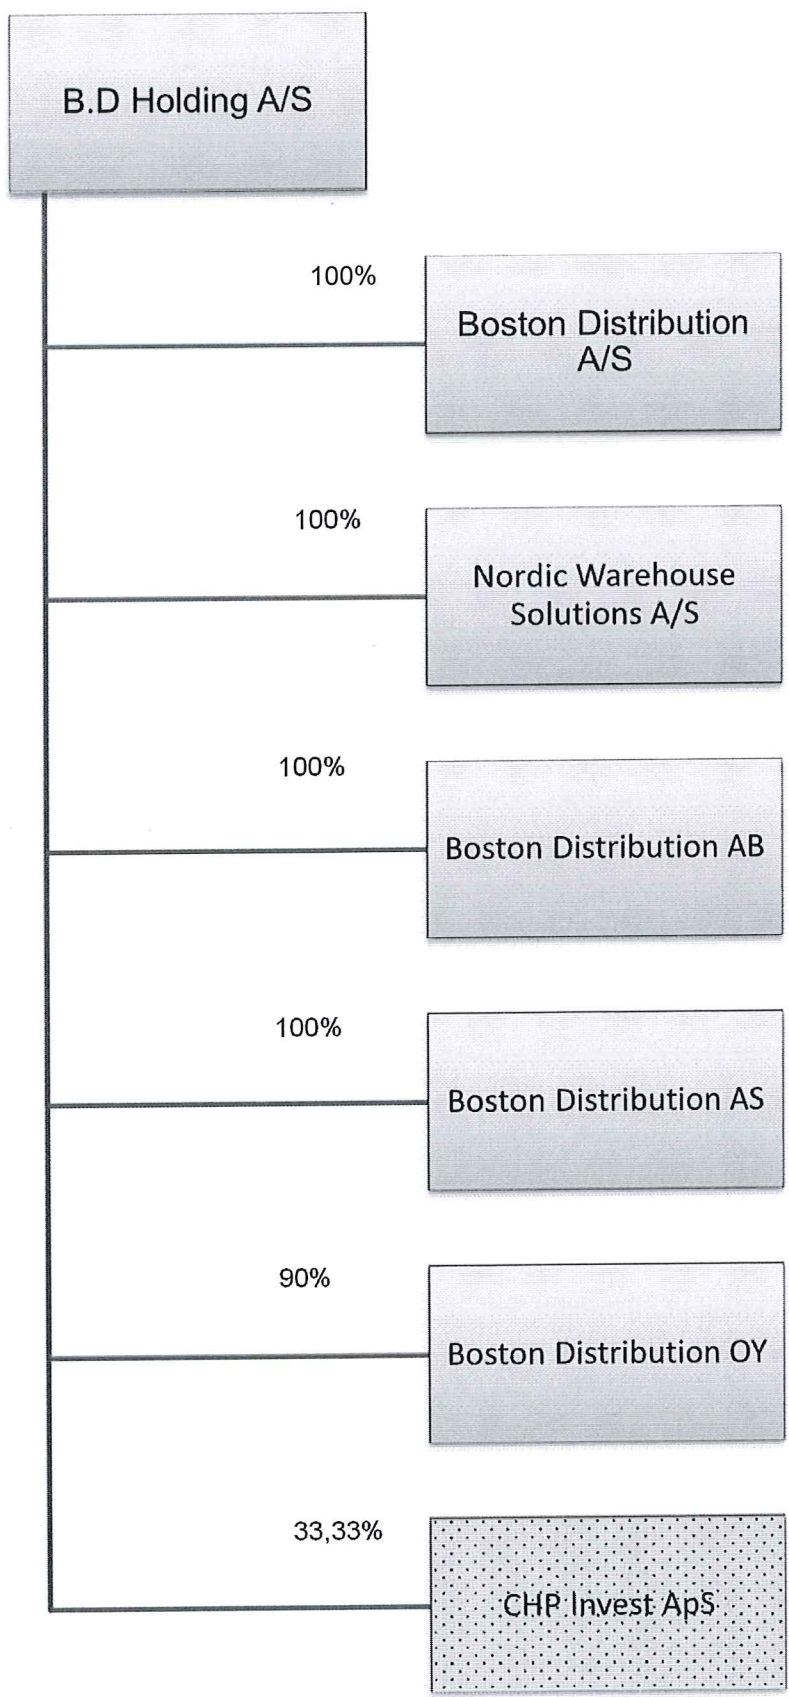 B.D Holding A/S
100%
Boston Distribution
A/S
100%
Nordic Warehouse
Solutions A/S
100%
Boston Distribution AB
100%
Boston Distribution AS
90%
Boston Distribution OY
33,33%
CHP Invest ApS